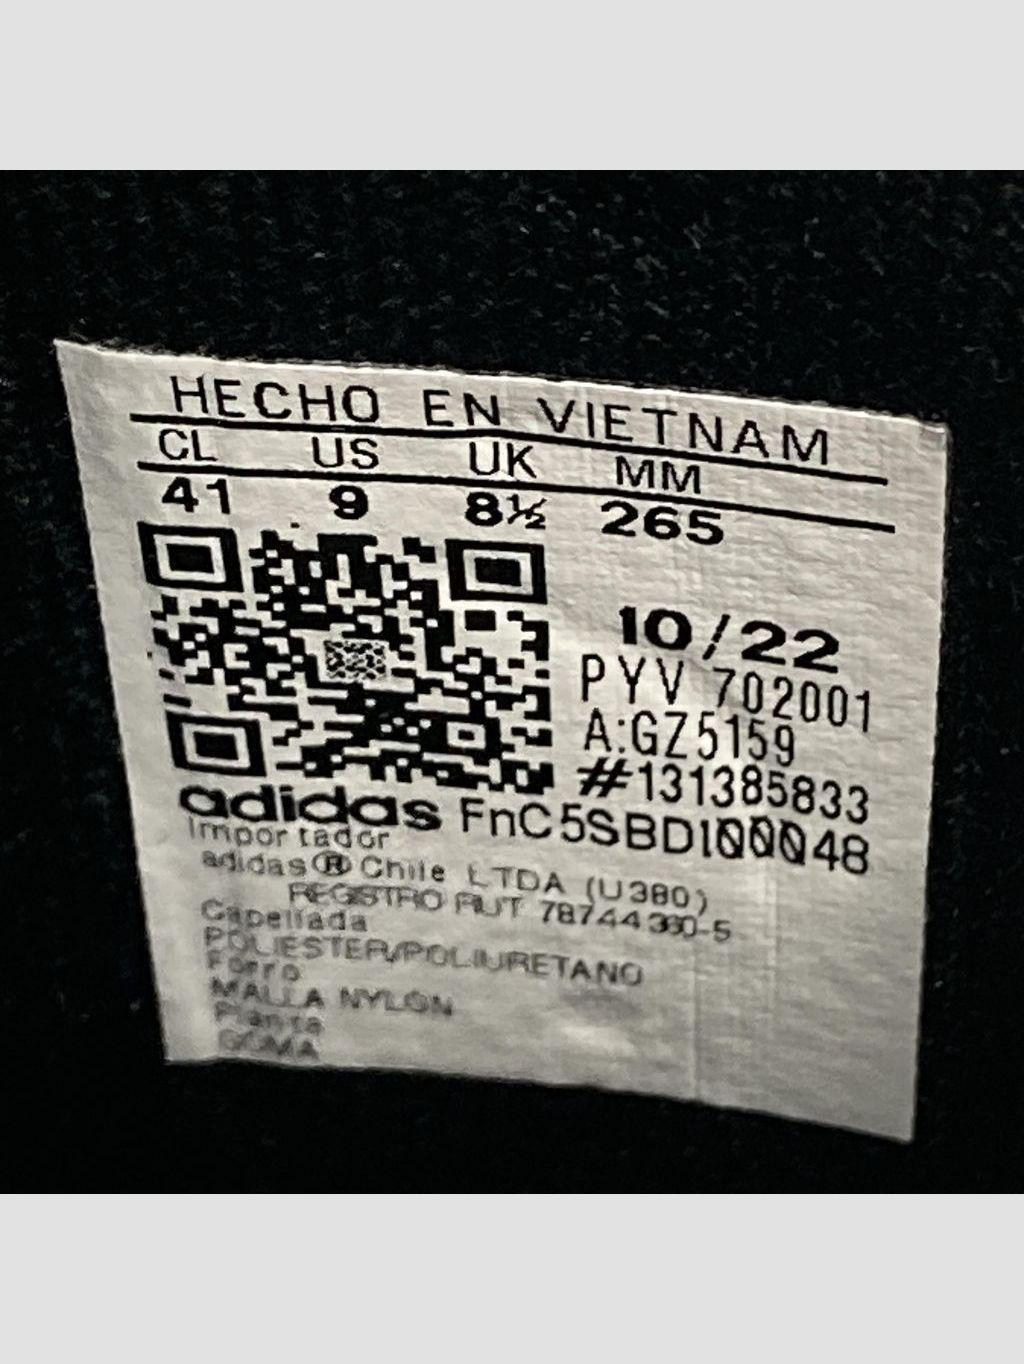 HECHO EN VIETNAM
CL US UK MM
41 9 8½ 265
10/22
PYV 702001
A:GZ5159
#131385833
adidas FnC5SBD100048
Importador
adidas® Chile LTDA (U380)
REGISTRO RUT 78744380-5
Capellada
POLIESTER/POLIURETANO
Forro
MALLA NYLON
Planta
GOMA